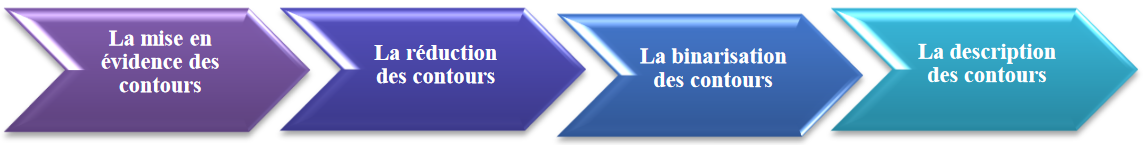 La mise en
évidence des
contours
La réduction
des contours
La binarisation
des contours
La description
des contours